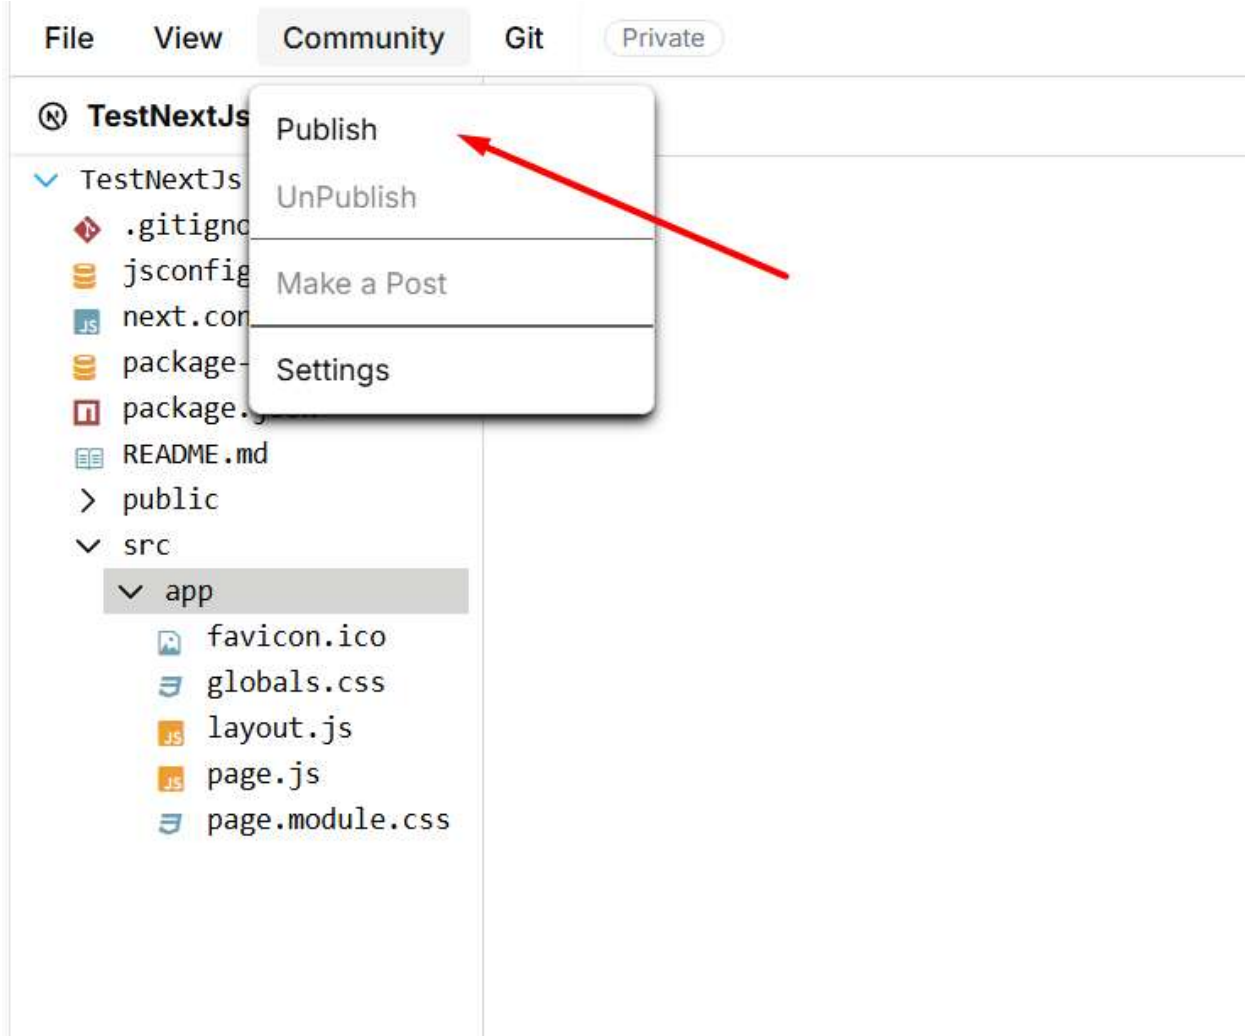 File View Community Git Private
TestNextJs
Publish
UnPublish
Make a Post
Settings
TestNextJs
.gitigno
jsconfig
next.con
package-
package.
README.md
public
src
app
favicon.ico
globals.css
layout.js
page.js
page.module.css